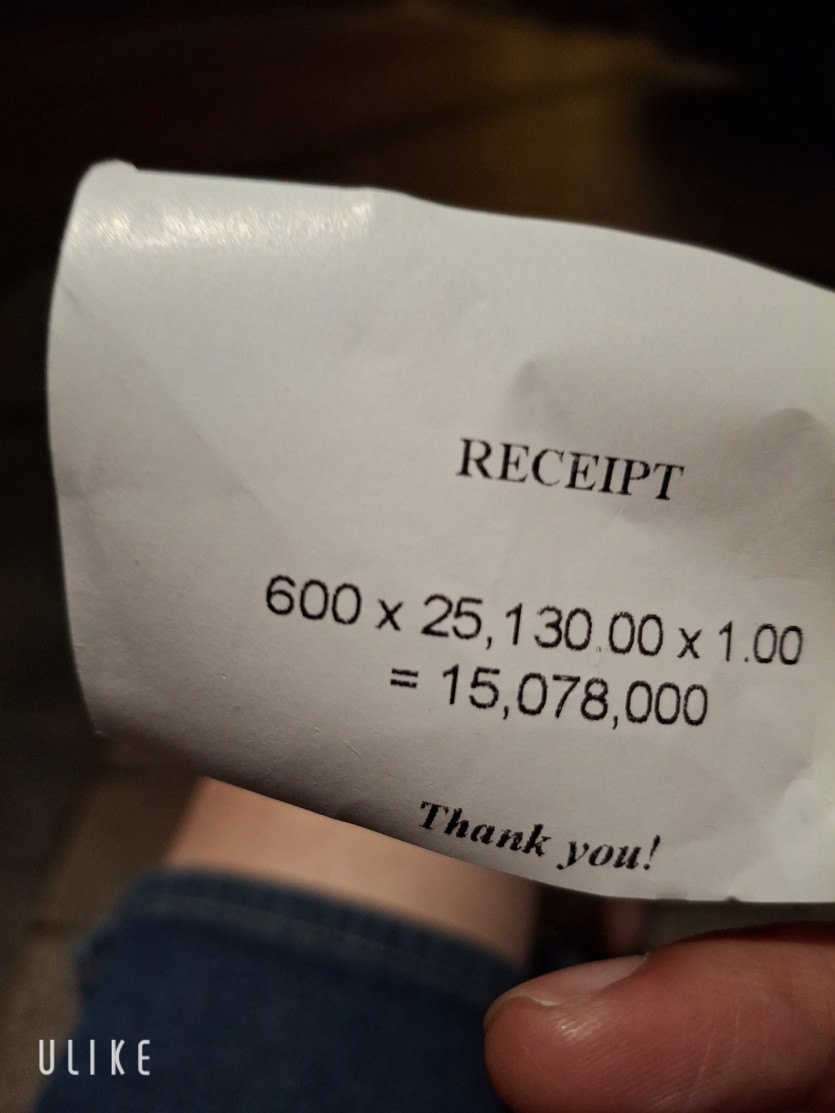 RECEIPT
600 x 25,130.00 x 1.00
= 15,078,000
Thank you!
ULIKE